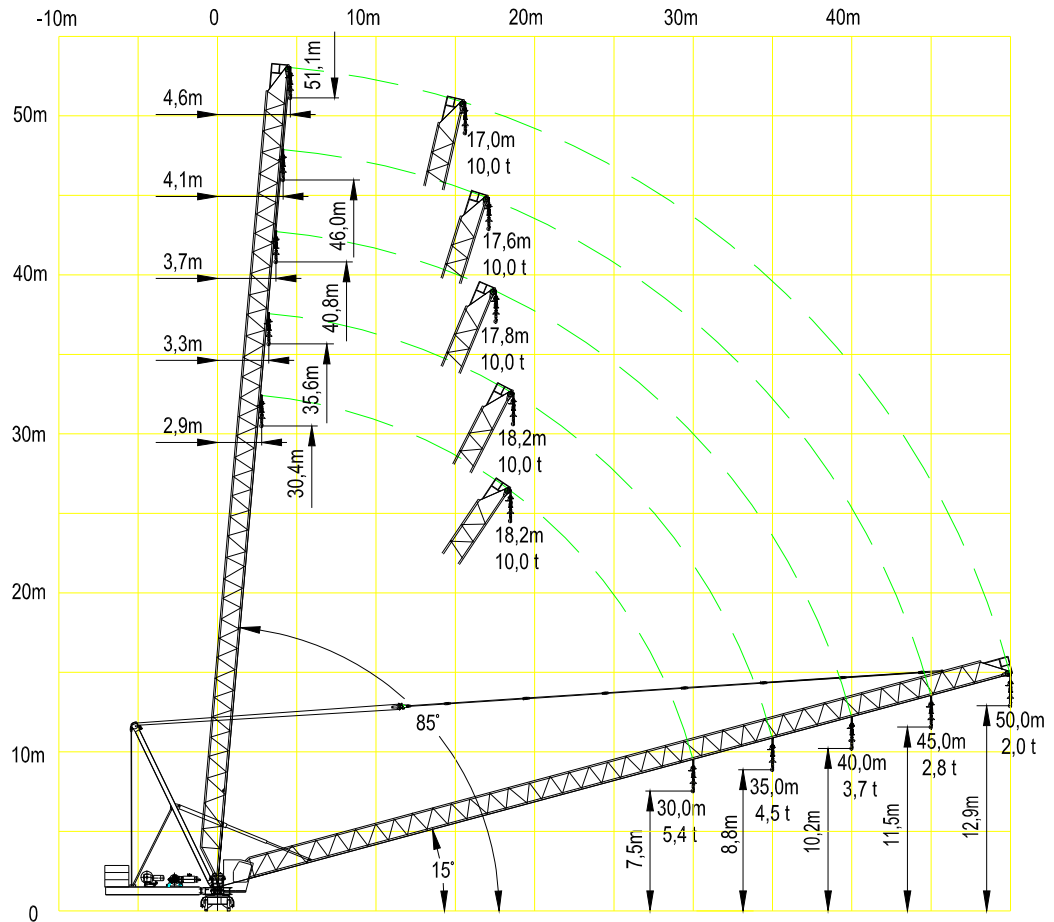 -10m
0
10m
20m
30m
40m
50m
51,1m
4,6m
17,0m
10,0 t
4,1m
46,0m
17,6m
10,0 t
40m
3,7m
40,8m
17,8m
10,0 t
3,3m
35,6m
30m
2,9m
30,4m
18,2m
10,0 t
18,2m
10,0 t
20m
85°
10m
50,0m
2,0 t
45,0m
2,8 t
40,0m
3,7 t
35,0m
4,5 t
30,0m
5,4 t
7,5m
8,8m
10,2m
11,5m
12,9m
15°
0